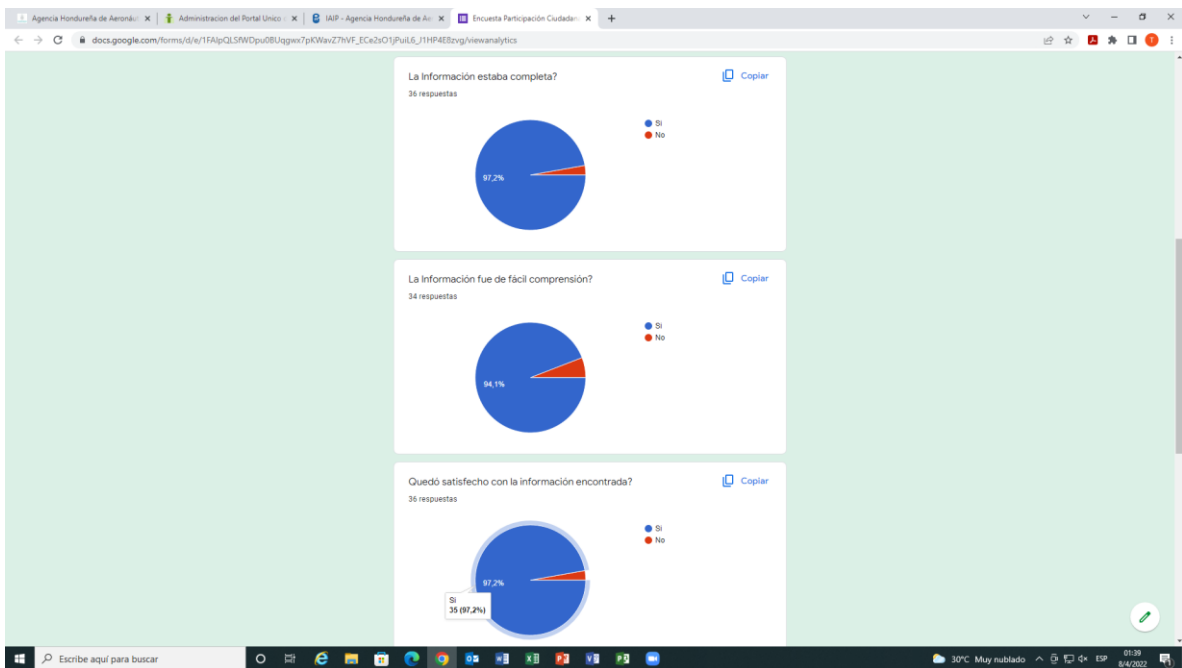 Agencia Hondureña de Aeronáut
Administracion del Portal Unico
IAIP - Agencia Hondureña de Ae
Encuesta Participación Ciudadan
docs.google.com/forms/d/e/1FAIpQLSfWDpu0BUqgwx7pKWavZ7hVF_ECe2sO1jPuiL6_J1HP4E8zvg/viewanalytics
T
La Información estaba completa?
Copiar
36 respuestas
Si
No
97,2%
La Información fue de fácil comprensión?
Copiar
34 respuestas
Si
No
94,1%
Quedó satisfecho con la información encontrada?
Copiar
36 respuestas
Si
No
97,2%
Si
35 (97,2%)
Escribe aquí para buscar
30°C Muy nublado
ESP
01:39
8/4/2022